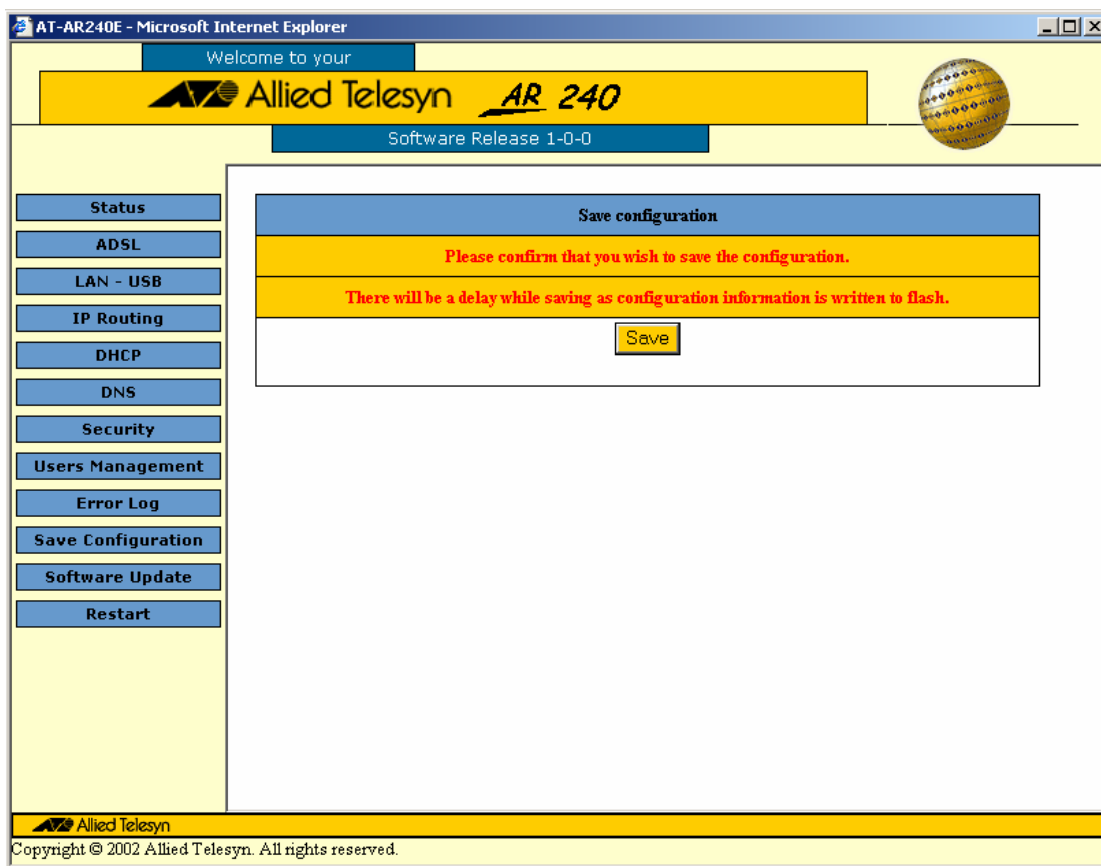 AT-AR240E - Microsoft Internet Explorer
Welcome to your
Allied Telesyn AR 240
Software Release 1-0-0
Status
ADSL
LAN - USB
IP Routing
DHCP
DNS
Security
Users Management
Error Log
Save Configuration
Software Update
Restart
Save configuration
Please confirm that you wish to save the configuration.
There will be a delay while saving as configuration information is written to flash.
Save
Allied Telesyn
Copyright © 2002 Allied Telesyn. All rights reserved.